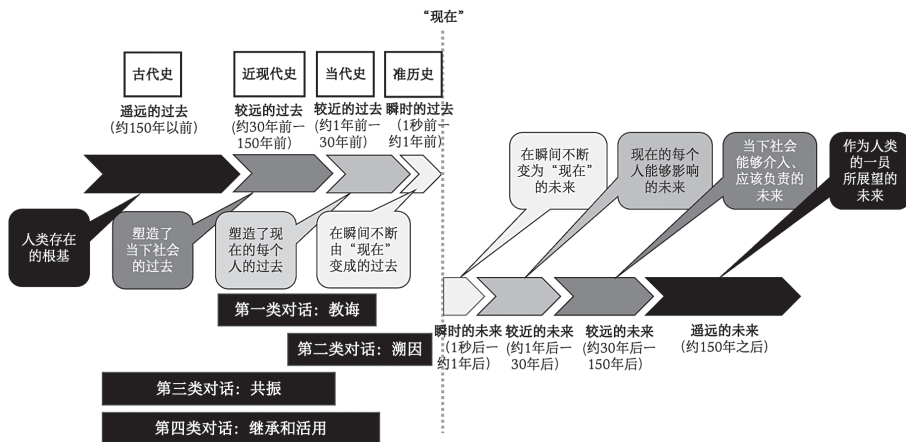 “现在”
古代史
近现代史
当代史
准历史
遥远的过去
（约150年以前）
较远的过去
（约30年前一
150年前）
较近的过去
（约1年前一
30年前）
瞬时的过去
（1秒前一
约1年前）
人类存在
的根基
塑造了
当下社会
的过去
塑造了现
在的每个
人的过去
在瞬间不断
由“现在”
变成的过去
在瞬间不断
变为“现在”
的未来
现在的每个
人能够影响
的未来
当下社会
能够介入、
应该负责的
未来
作为人类
的一员
所展望的
未来
瞬时的未来
（1秒后一
约1年后）
较近的未来
（约1年后一
30年后）
较远的未来
（约30年后一
150年后）
遥远的未来
（约150年之后）
第一类对话：教诲
第二类对话：溯因
第三类对话：共振
第四类对话：继承和活用